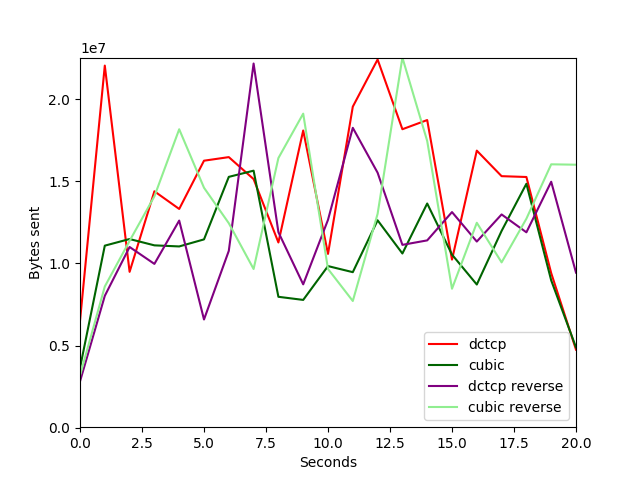 1e7
2.0
1.5
1.0
0.5
0.0
Bytes sent
0.0 2.5 5.0 7.5 10.0 12.5 15.0 17.5 20.0
Seconds
dctcp
cubic
dctcp reverse
cubic reverse